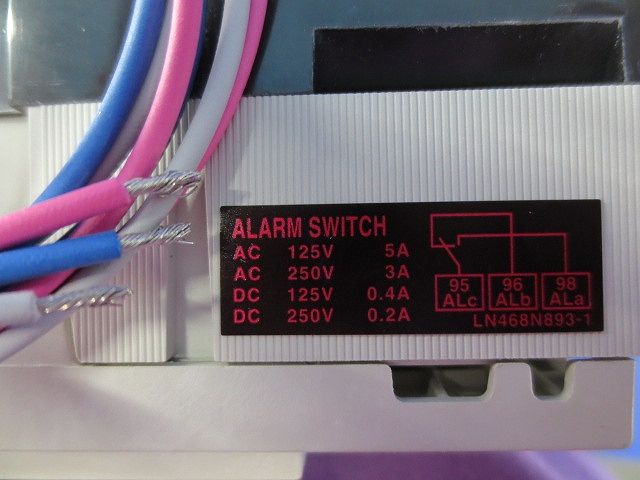 ALARM SWITCH
AC 125V 5A
AC 250V 3A
DC 125V 0.4A
DC 250V 0.2A
95 96 98
ALc ALb ALa
LN468N893-1